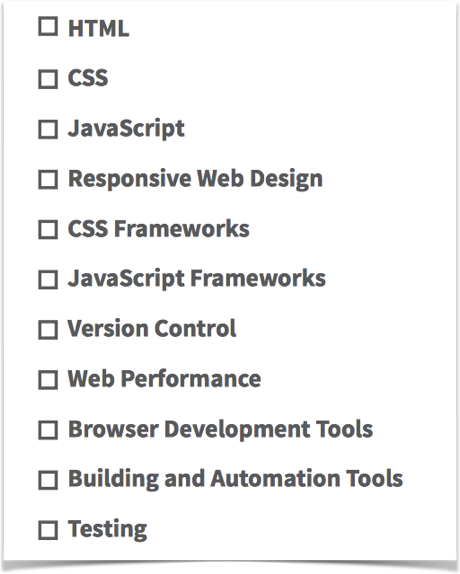 HTML
CSS
JavaScript
Responsive Web Design
CSS Frameworks
JavaScript Frameworks
Version Control
Web Performance
Browser Development Tools
Building and Automation Tools
Testing